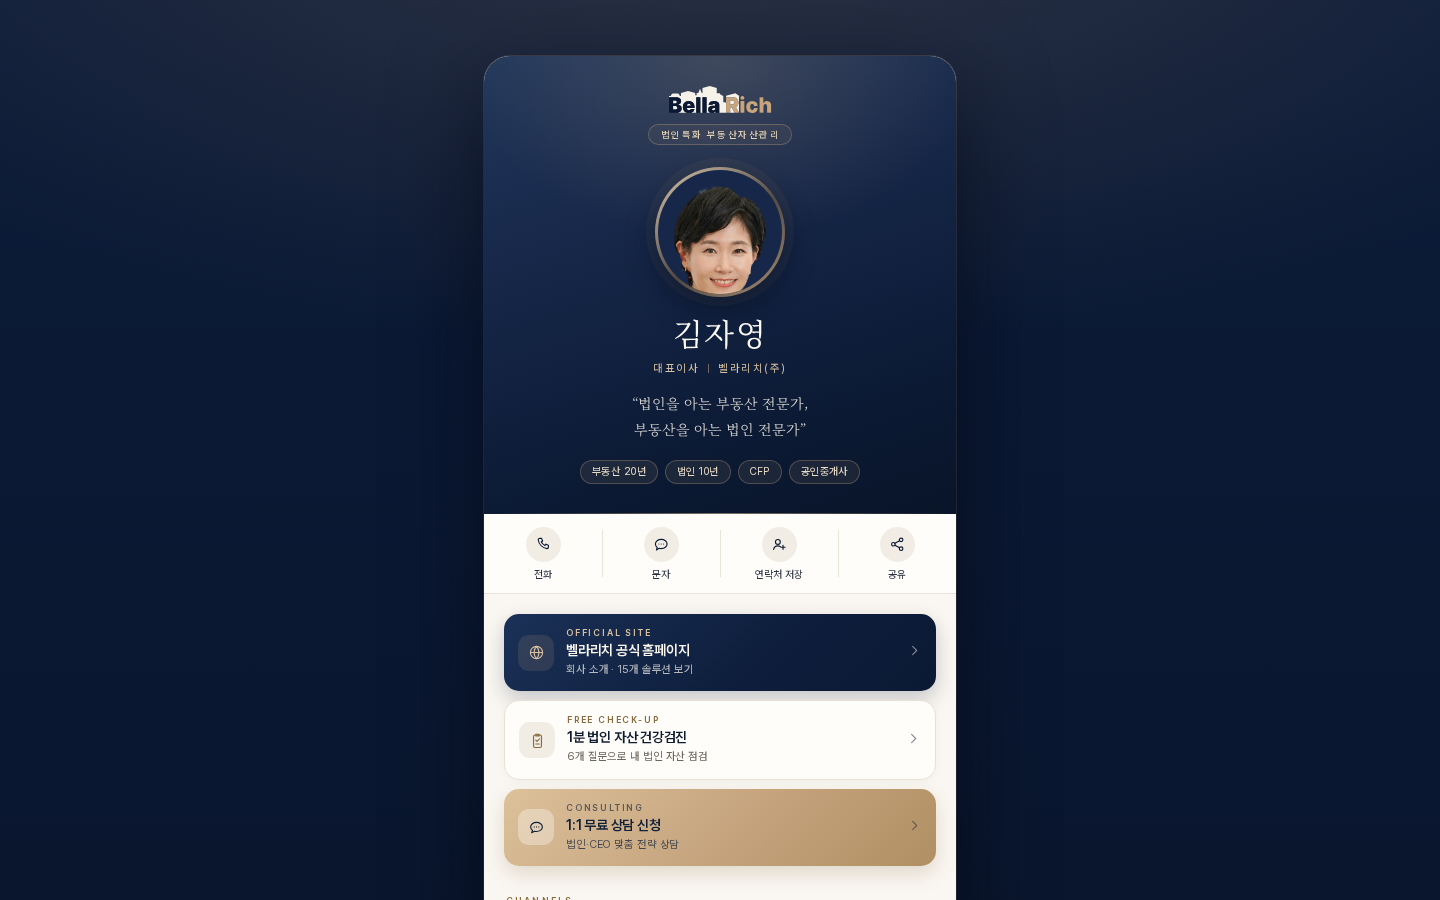 Bella Rich
법인특화 부동산자산관리
김자영
대표이사 | 벨라리치(주)
“법인을 아는 부동산 전문가,
부동산을 아는 법인 전문가”
부동산 20년
법인 10년
CFP
공인중개사
전화
문자
연락처 저장
공유
OFFICIAL SITE
벨라리치 공식 홈페이지
회사 소개 · 15개 솔루션 보기
FREE CHECK-UP
1분 법인 자산 건강검진
6개 질문으로 내 법인 자산 점검
CONSULTING
1:1 무료 상담 신청
법인·CEO 맞춤 전략 상담
CHANNELS